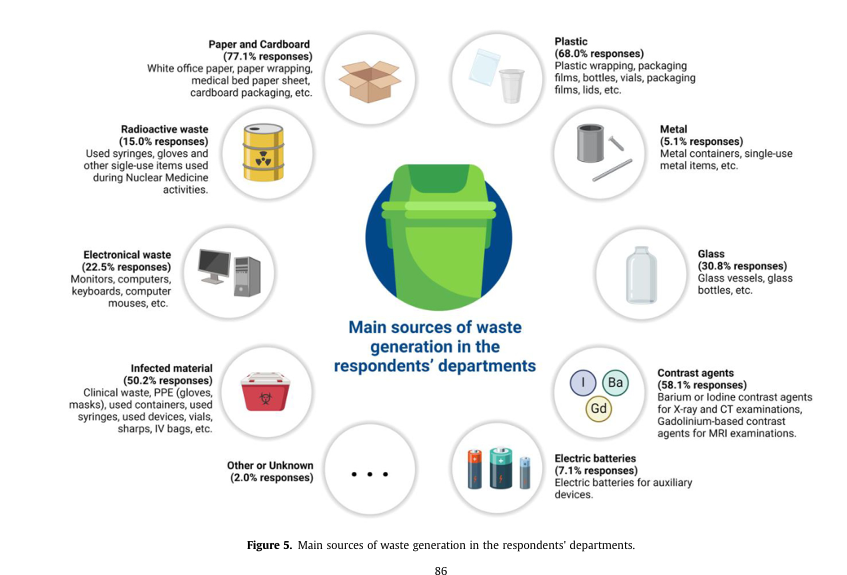 Paper and Cardboard
(77.1% responses)
White office paper, paper wrapping,
medical bed paper sheet,
cardboard packaging, etc.
Plastic
(68.0% responses)
Plastic wrapping, packaging
films, bottles, vials, packaging
films, lids, etc.
Radioactive waste
(15.0% responses)
Used syringes, gloves and
other sigle-use items used
during Nuclear Medicine
activities.
Metal
(5.1% responses)
Metal containers, single-use
metal items, etc.
Electronical waste
(22.5% responses)
Monitors, computers,
keyboards, computer
mouses, etc.
Glass
(30.8% responses)
Glass vessels, glass
bottles, etc.
Main sources of waste
generation in the
respondents' departments
Infected material
(50.2% responses)
Clinical waste, PPE (gloves,
masks), used containers, used
syringes, used devices, vials,
sharps, IV bags, etc.
I
Ba
Gd
Contrast agents
(58.1% responses)
Barium or Iodine contrast agents
for X-ray and CT examinations,
Gadolinium-based contrast
agents for MRI examinations.
Other or Unknown
(2.0% responses)
• • •
Electric batteries
(7.1% responses)
Electric batteries for auxiliary
devices.
Figure 5. Main sources of waste generation in the respondents' departments.
86